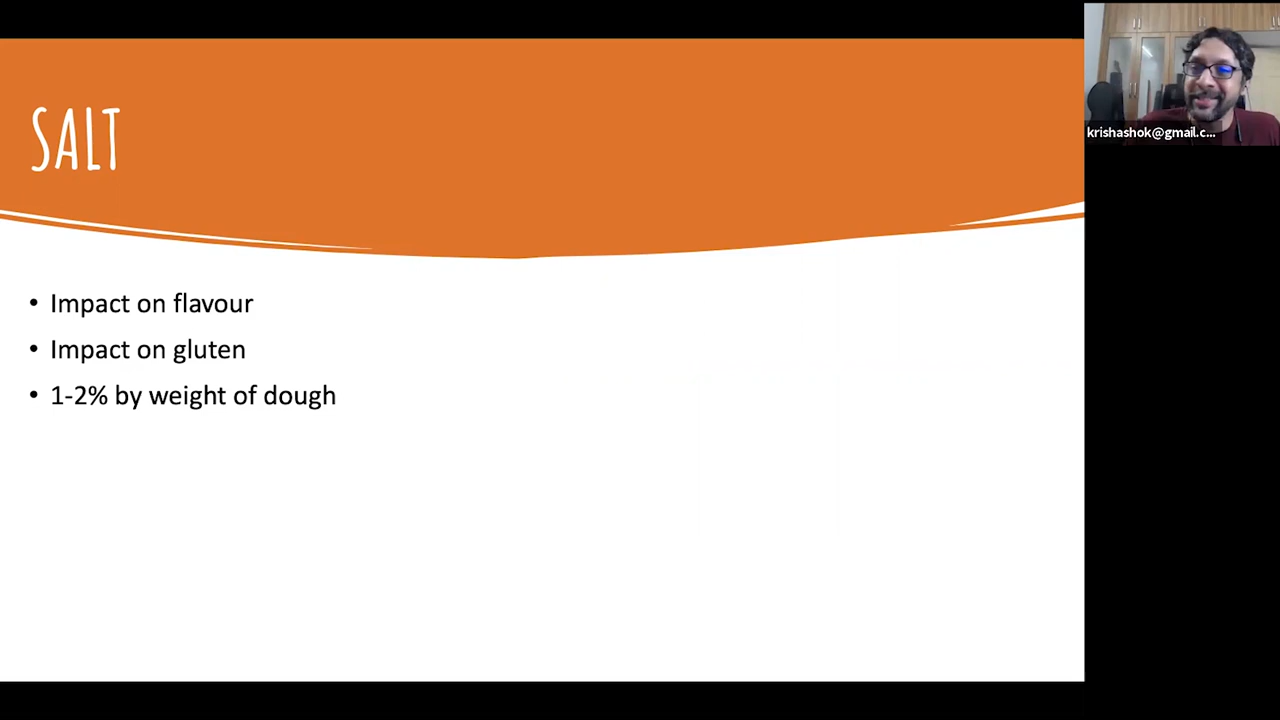 SALT
• Impact on flavour
• Impact on gluten
• 1-2% by weight of dough
krishashok@gmail.c...